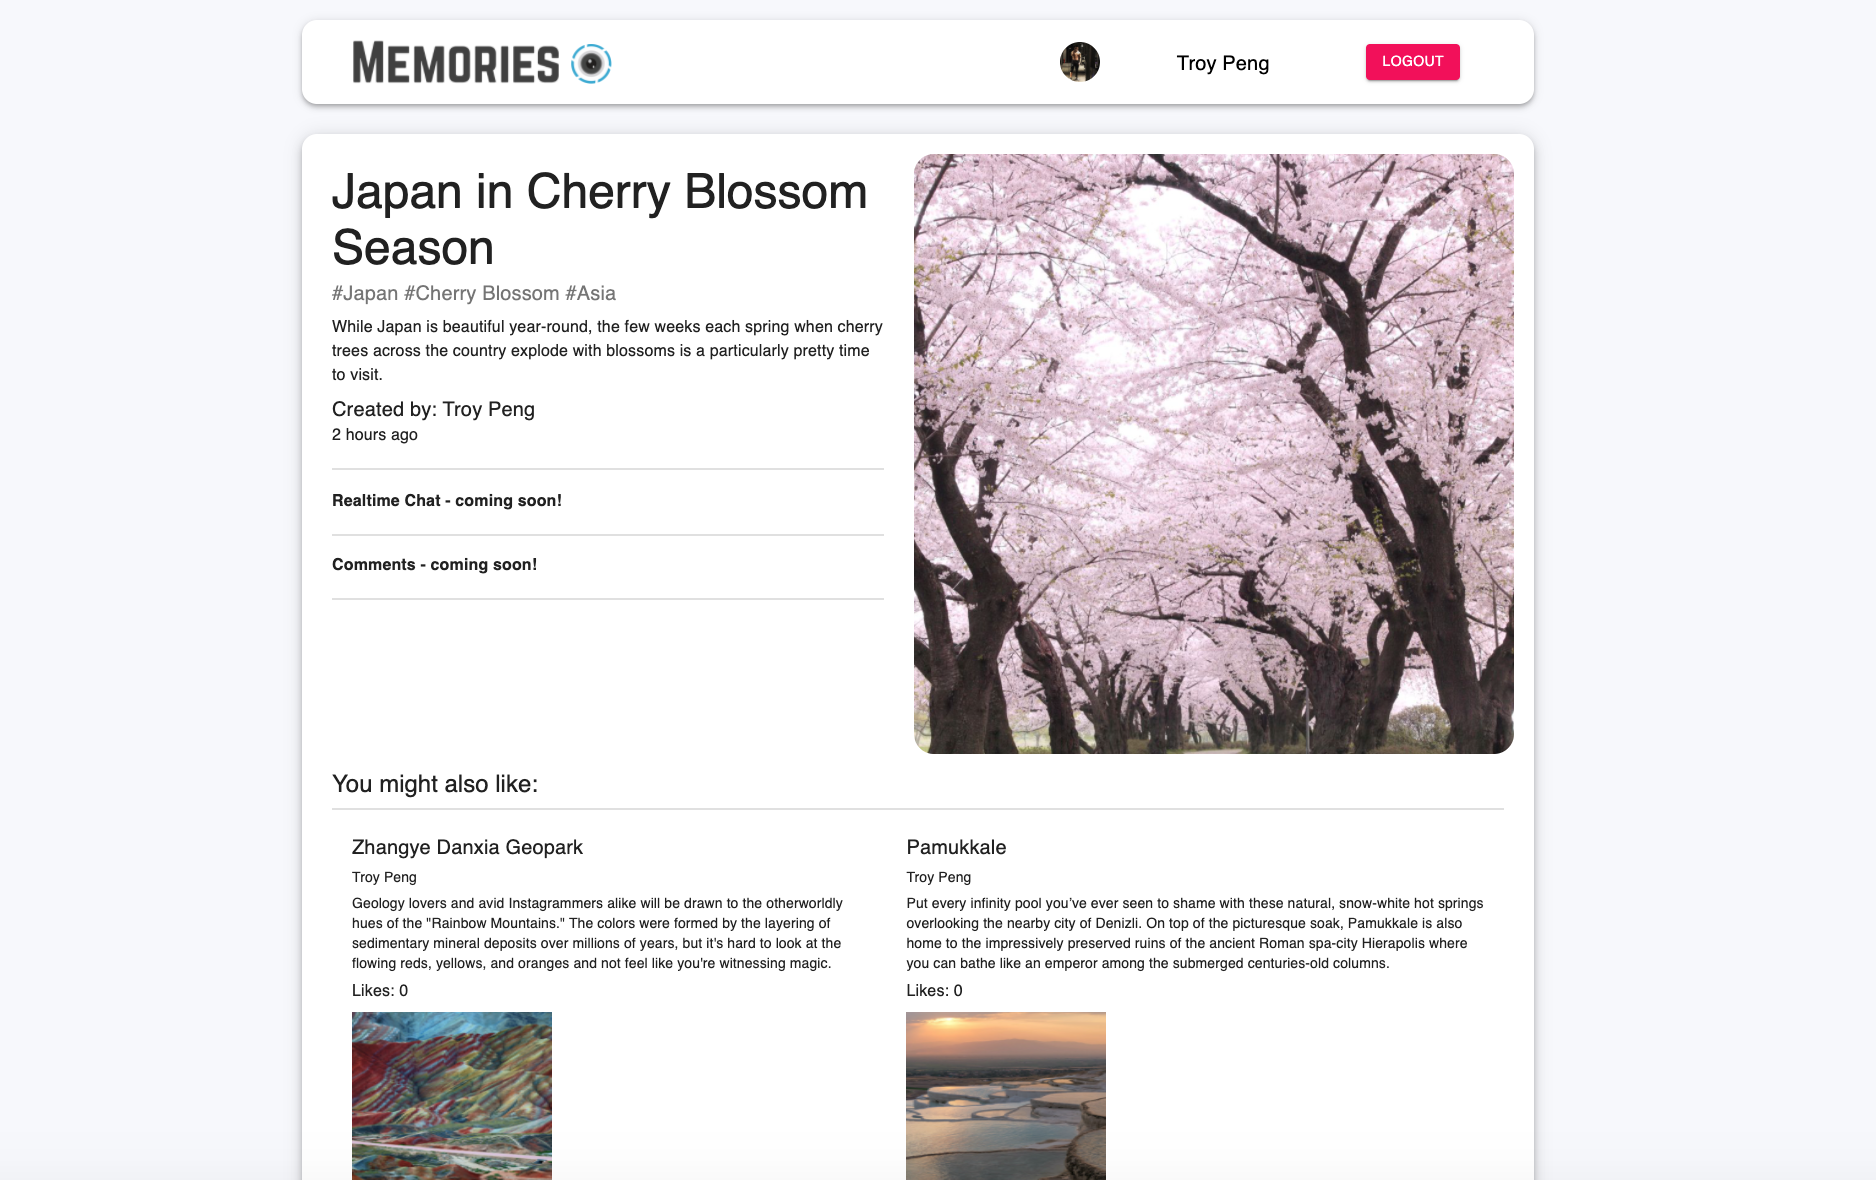 MEMORIES
Troy Peng
LOGOUT
Japan in Cherry Blossom
Season
#Japan #Cherry Blossom #Asia
While Japan is beautiful year-round, the few weeks each spring when cherry
trees across the country explode with blossoms is a particularly pretty time
to visit.
Created by: Troy Peng
2 hours ago
Realtime Chat - coming soon!
Comments - coming soon!
You might also like:
Zhangye Danxia Geopark
Troy Peng
Geology lovers and avid Instagrammers alike will be drawn to the otherworldly
hues of the "Rainbow Mountains." The colors were formed by the layering of
sedimentary mineral deposits over millions of years, but it's hard to look at the
flowing reds, yellows, and oranges and not feel like you're witnessing magic.
Likes: 0
Pamukkale
Troy Peng
Put every infinity pool you’ve ever seen to shame with these natural, snow-white hot springs
overlooking the nearby city of Denizli. On top of the picturesque soak, Pamukkale is also
home to the impressively preserved ruins of the ancient Roman spa-city Hierapolis where
you can bathe like an emperor among the submerged centuries-old columns.
Likes: 0